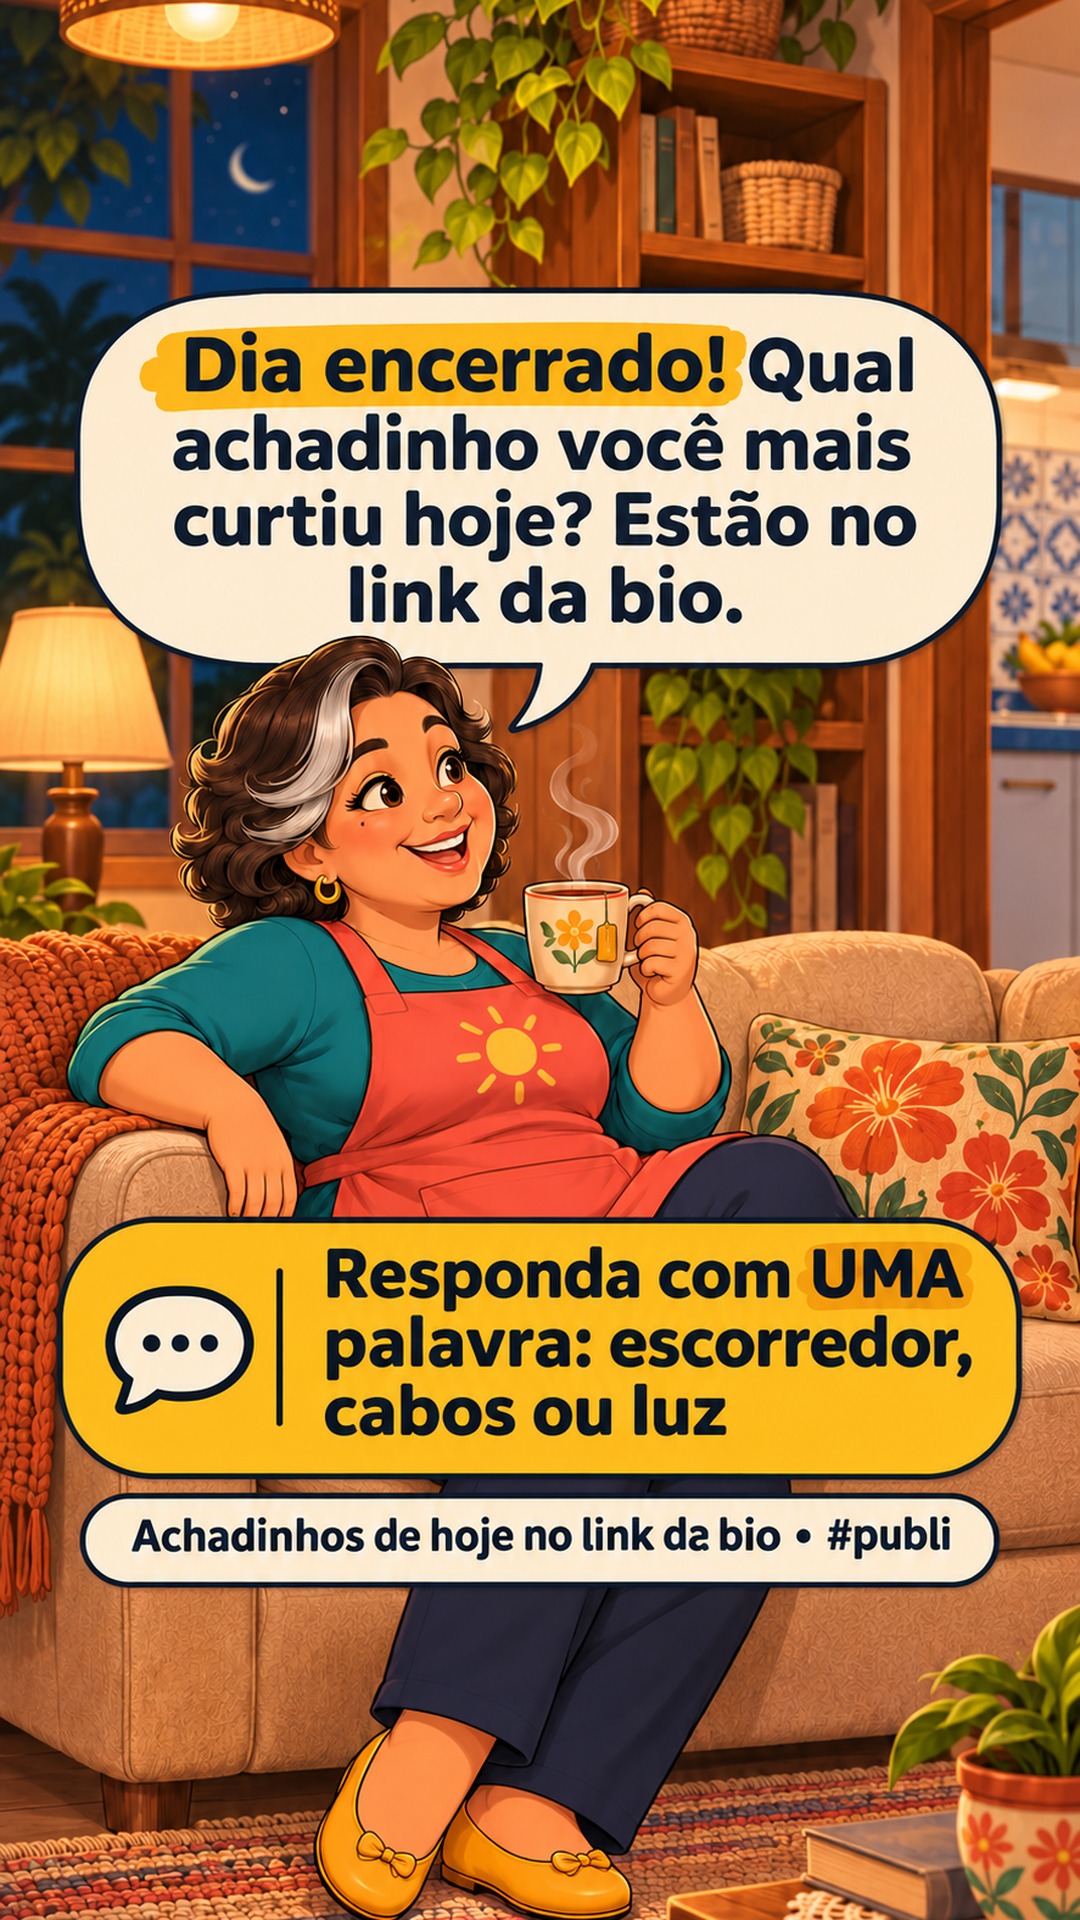 Dia encerrado! Qual
achadinho você mais
curtiu hoje? Estão no
link da bio.
Responda com UMA
palavra: escorredor,
cabos ou luz
Achadinhos de hoje no link da bio • #publi